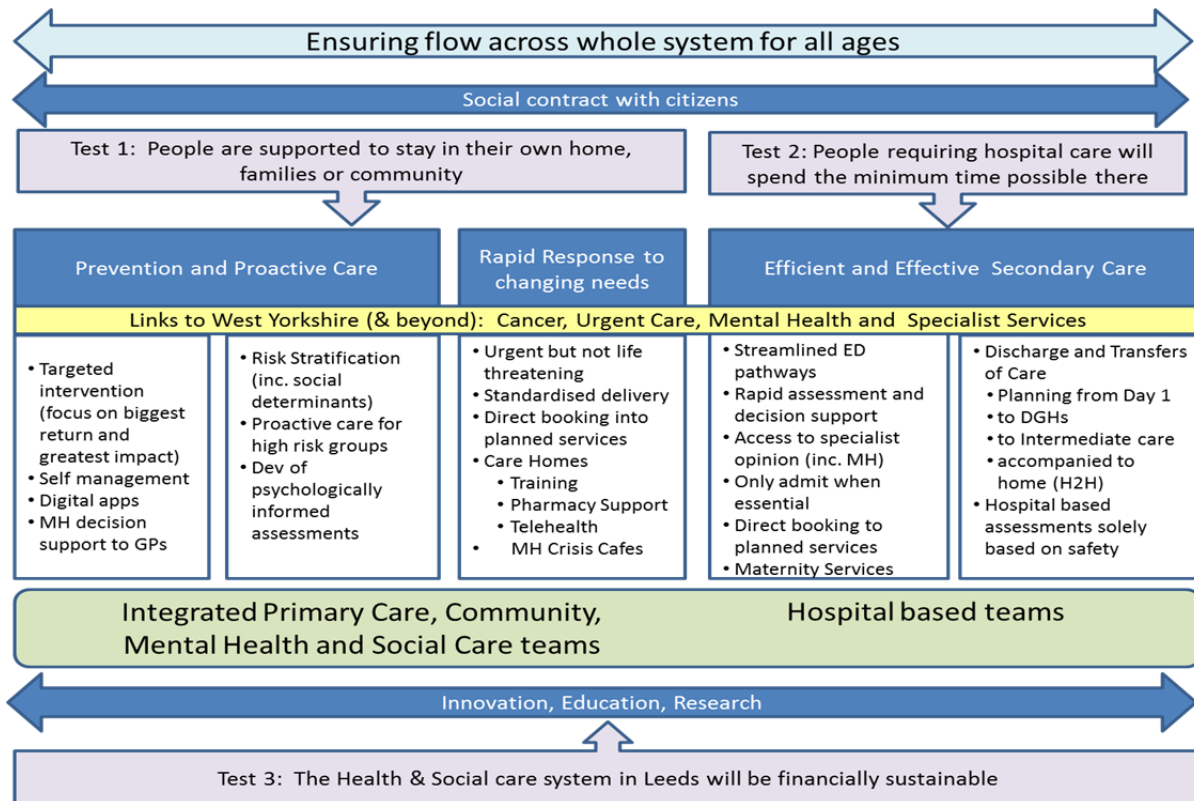 Ensuring flow across whole system for all ages
Social contract with citizens
Test 1: People are supported to stay in their own home,
families or community
Test 2: People requiring hospital care will
spend the minimum time possible there
Prevention and Proactive Care
Rapid Response to
changing needs
Efficient and Effective Secondary Care
Links to West Yorkshire (& beyond): Cancer, Urgent Care, Mental Health and Specialist Services
• Targeted
intervention
(focus on biggest
return and
greatest impact)
• Self management
• Digital apps
• MH decision
support to GPs
• Risk Stratification
(inc. social
determinants)
• Proactive care for
high risk groups
• Dev of
psychologically
informed
assessments
• Urgent but not life
threatening
• Standardised delivery
• Direct booking into
planned services
• Care Homes
• Training
• Pharmacy Support
• Telehealth
• MH Crisis Cafes
• Streamlined ED
pathways
• Rapid assessment and
decision support
• Access to specialist
opinion (inc. MH)
• Only admit when
essential
• Direct booking to
planned services
• Maternity Services
• Discharge and Transfers
of Care
• Planning from Day 1
• to DGHs
• to Intermediate care
• accompanied to
home (H2H)
• Hospital based
assessments solely
based on safety
Integrated Primary Care, Community,
Mental Health and Social Care teams
Hospital based teams
Innovation, Education, Research
Test 3: The Health & Social care system in Leeds will be financially sustainable